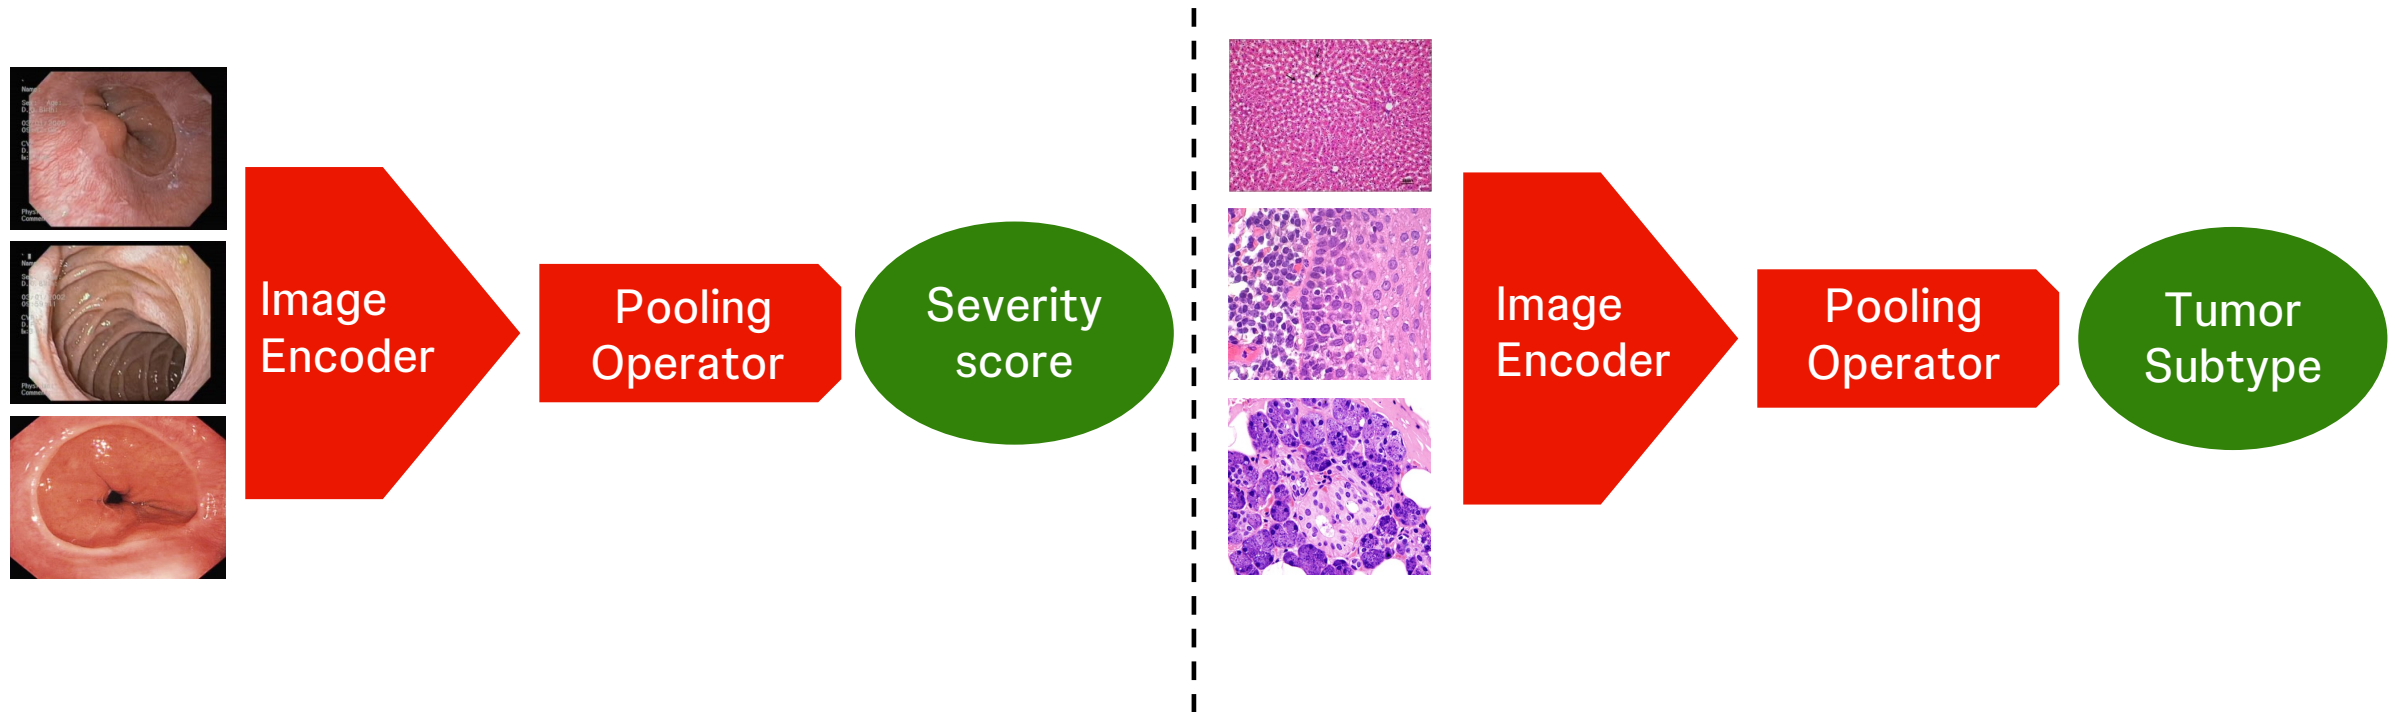 Image
Encoder
Pooling
Operator
Severity
score
Image
Encoder
Pooling
Operator
Tumor
Subtype